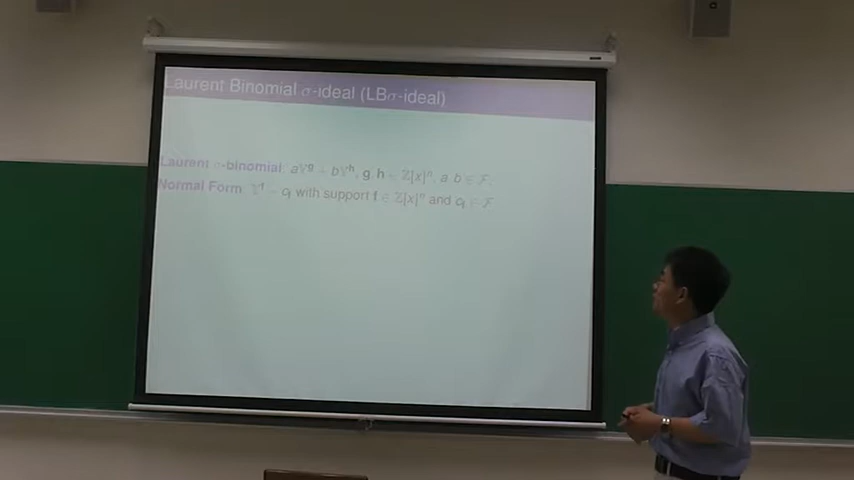 Laurent Binomial σ-ideal (LBσ-ideal)
Laurent σ-binomial: a𝕐^g + b𝕐^h, g, h ∈ ℤ[x]^n, a, b ∈ ℱ.
Normal Form: 𝕐^f − c_f with support f ∈ ℤ[x]^n and c_f ∈ ℱ